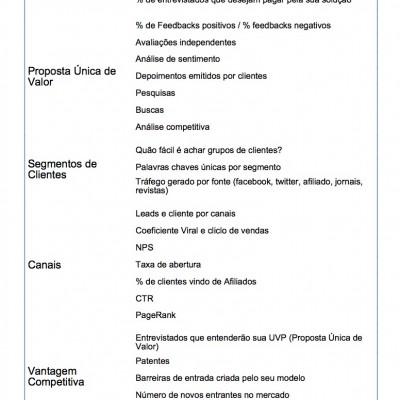 % de entrevistados que desejam pagar pela sua solução
% de Feedbacks positivos / % feedbacks negativos
Avaliações independentes
Análise de sentimento
Proposta Única de
Valor
Depoimentos emitidos por clientes
Pesquisas
Buscas
Análise competitiva
Segmentos de
Clientes
Quão fácil é achar grupos de clientes?
Palavras chaves únicas por segmento
Tráfego gerado por fonte (facebook, twitter, afiliado, jornais,
revistas)
Canais
Leads e cliente por canais
Coeficiente Viral e clicio de vendas
NPS
Taxa de abertura
% de clientes vindo de Afiliados
CTR
PageRank
Vantagem
Competitiva
Entrevistados que entenderão sua UVP (Proposta Única de
Valor)
Patentes
Barreiras de entrada criada pelo seu modelo
Número de novos entrantes no mercado